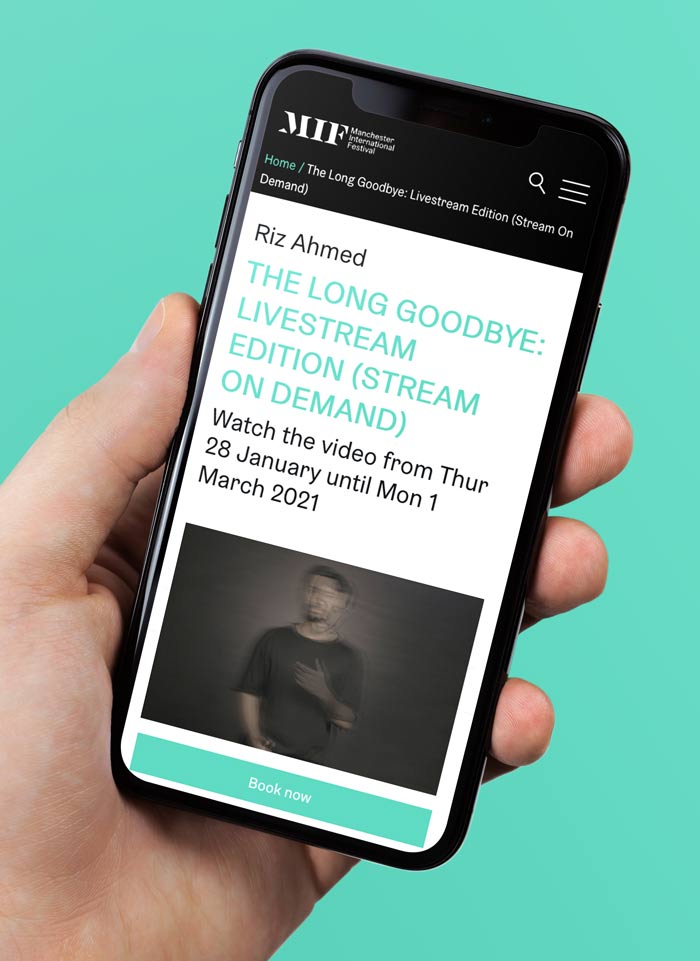 MIF Manchester
International
Festival
Home / The Long Goodbye: Livestream Edition (Stream On
Demand)
Riz Ahmed
THE LONG GOODBYE:
LIVESTREAM
EDITION (STREAM
ON DEMAND)
Watch the video from Thur
28 January until Mon 1
March 2021
Book now